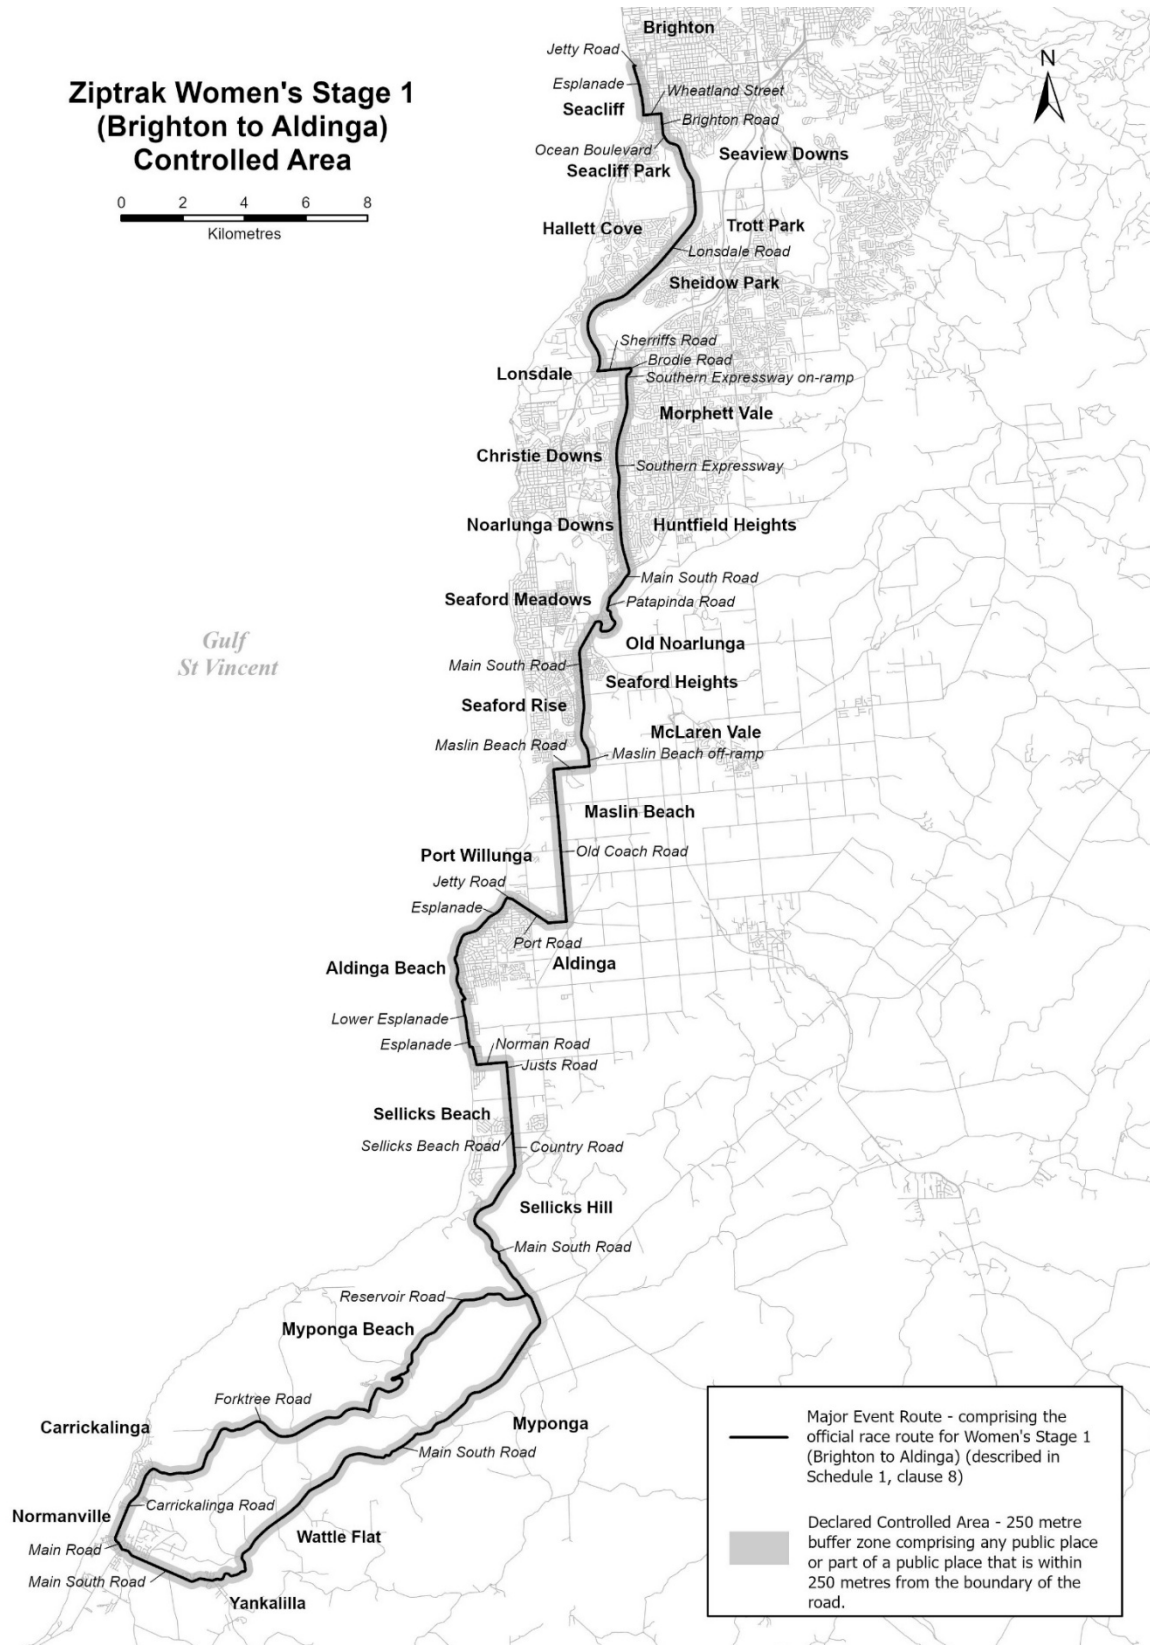 Ziptrak Women's Stage 1
(Brighton to Aldinga)
Controlled Area
0 2 4 6 8
Kilometres
N
Brighton
Jetty Road
Esplanade
Wheatland Street
Seacliff
Brighton Road
Ocean Boulevard
Seaview Downs
Seacliff Park
Hallett Cove
Trott Park
Lonsdale Road
Sheidow Park
Sherriffs Road
Brodie Road
Lonsdale
Southern Expressway on-ramp
Morphett Vale
Christie Downs
Southern Expressway
Noarlunga Downs
Huntfield Heights
Main South Road
Seaford Meadows
Patapinda Road
Gulf
St Vincent
Old Noarlunga
Main South Road
Seaford Heights
Seaford Rise
McLaren Vale
Maslin Beach Road
Maslin Beach off-ramp
Maslin Beach
Old Coach Road
Port Willunga
Jetty Road
Esplanade
Port Road
Aldinga
Aldinga Beach
Lower Esplanade
Esplanade
Norman Road
Justs Road
Sellicks Beach
Sellicks Beach Road
Country Road
Sellicks Hill
Main South Road
Reservoir Road
Myponga Beach
Forktree Road
Carrickalinga
Myponga
Main South Road
Carrickalinga Road
Normanville
Wattle Flat
Main Road
Main South Road
Yankalilla
Major Event Route - comprising the
official race route for Women's Stage 1
(Brighton to Aldinga) (described in
Schedule 1, clause 8)
Declared Controlled Area - 250 metre
buffer zone comprising any public place
or part of a public place that is within
250 metres from the boundary of the
road.